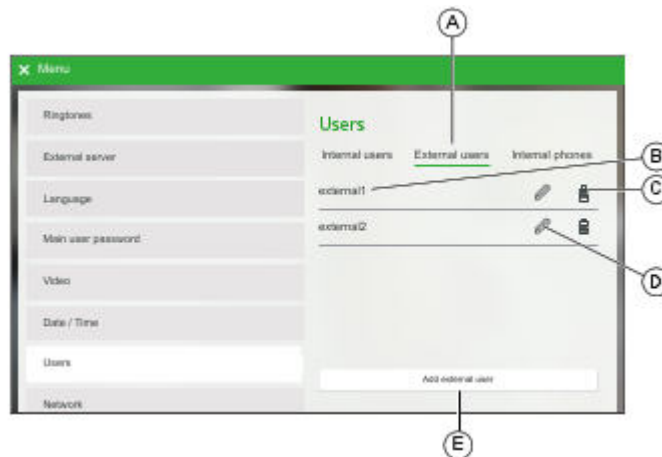 A
× Menu
Ringtones
External server
Language
Main user password
Video
Date / Time
Users
Network
Users
Internal users External users Internal phones
B
external1
C
external2
D
Add external user
E